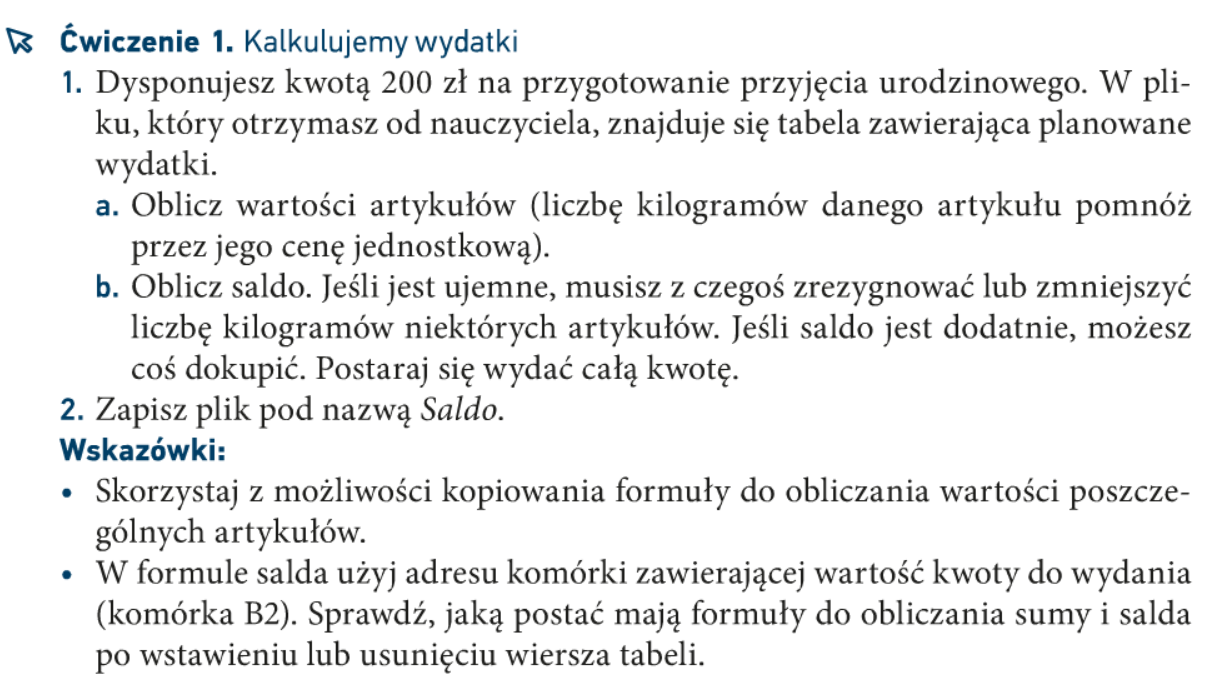 Ćwiczenie 1. Kalkulujemy wydatki
1. Dysponujesz kwotą 200 zł na przygotowanie przyjęcia urodzinowego. W pli-
ku, który otrzymasz od nauczyciela, znajduje się tabela zawierająca planowane
wydatki.
a. Oblicz wartości artykułów (liczbę kilogramów danego artykułu pomnóż
przez jego cenę jednostkową).
b. Oblicz saldo. Jeśli jest ujemne, musisz z czegoś zrezygnować lub zmniejszyć
liczbę kilogramów niektórych artykułów. Jeśli saldo jest dodatnie, możesz
coś dokupić. Postaraj się wydać całą kwotę.
2. Zapisz plik pod nazwą Saldo.
Wskazówki:
• Skorzystaj z możliwości kopiowania formuły do obliczania wartości poszcze-
gólnych artykułów.
• W formule salda użyj adresu komórki zawierającej wartość kwoty do wydania
(komórka B2). Sprawdź, jaką postać mają formuły do obliczania sumy i salda
po wstawieniu lub usunięciu wiersza tabeli.